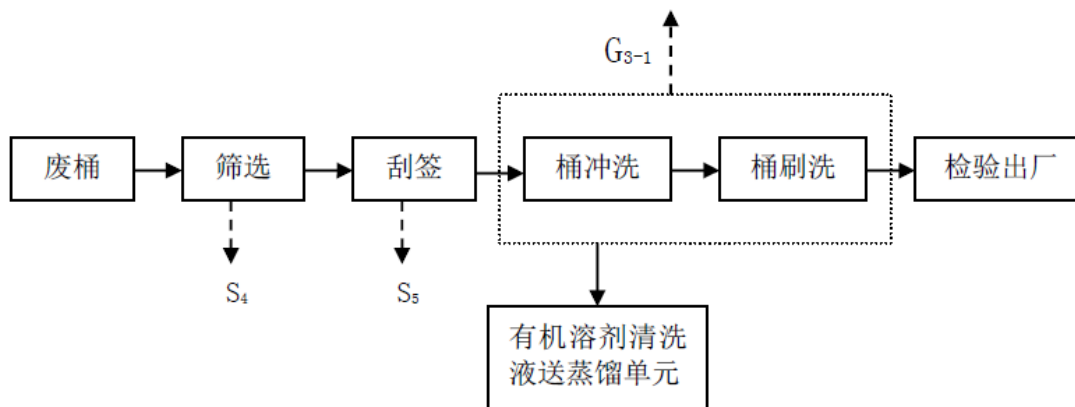 G₃₋₁
废桶
筛选
刮签
桶冲洗
桶刷洗
检验出厂
S₄
S₅
有机溶剂清洗
液送蒸馏单元